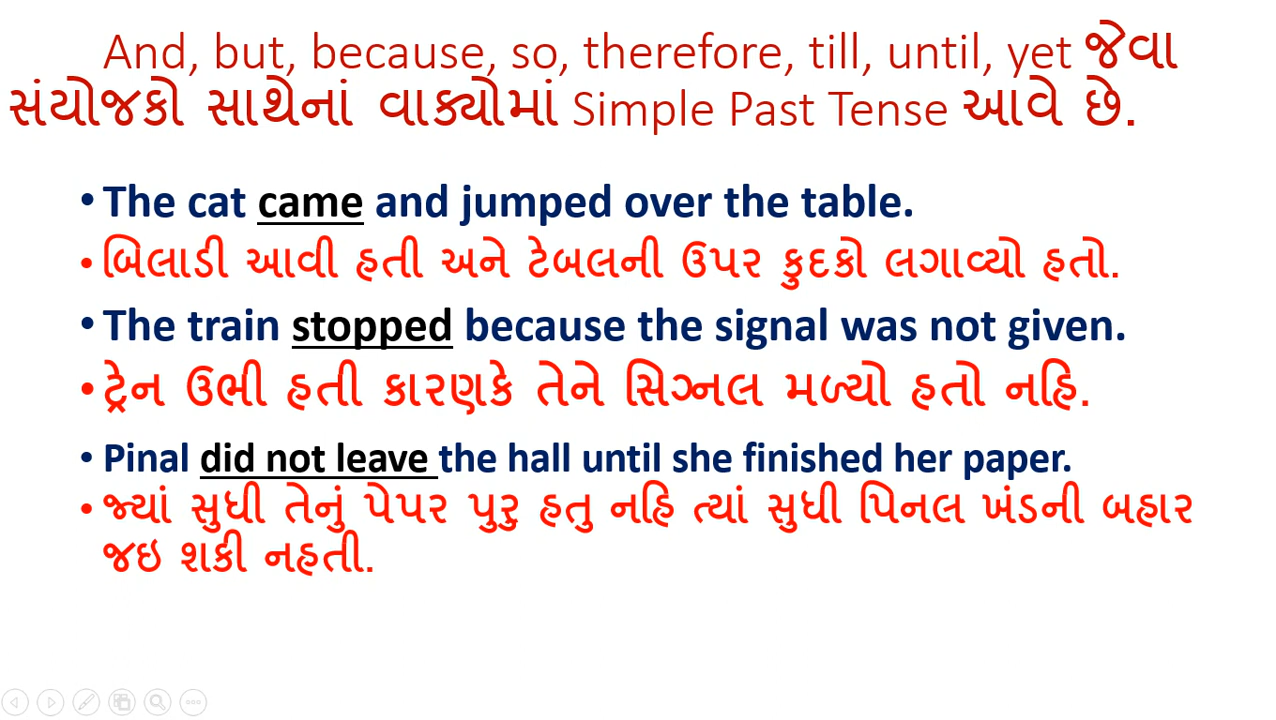 And, but, because, so, therefore, till, until, yet જેવા
સંયોજકો સાથેનાં વાક્યોમાં Simple Past Tense આવે છે.
• The cat came and jumped over the table.
• બિલાડી આવી હતી અને ટેબલની ઉપર કુદકો લગાવ્યો હતો.
• The train stopped because the signal was not given.
• ટ્રેન ઉભી હતી કારણકે તેને સિગ્નલ મળ્યો હતો નહિ.
• Pinal did not leave the hall until she finished her paper.
• જ્યાં સુધી તેનું પેપર પુરુ હતુ નહિ ત્યાં સુધી પિનલ ખંડની બહાર
જઇ શકી નહતી.